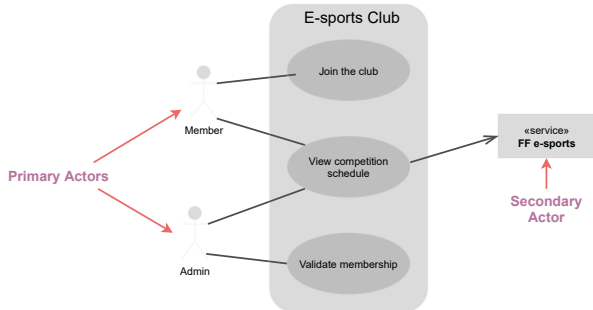 E-sports Club
Join the club
Member
«service»
FF e-sports
View competition
schedule
Primary Actors
Secondary
Actor
Admin
Validate membership